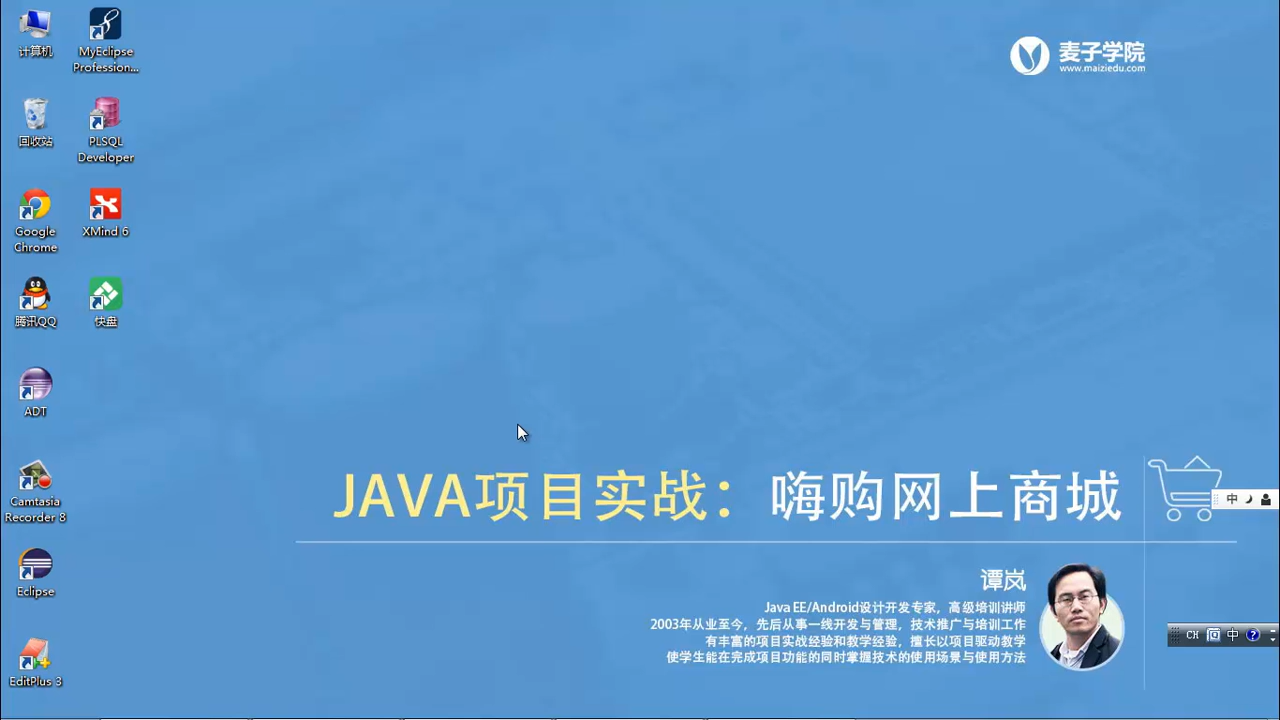 计算机
MyEclipse
Profession...
回收站
PLSQL
Developer
Google
Chrome
XMind 6
腾讯QQ
快盘
ADT
Camtasia
Recorder 8
Eclipse
EditPlus 3
麦子学院
www.maiziedu.com
JAVA项目实战：嗨购网上商城
中
谭岚
Java EE/Android设计开发专家，高级培训讲师
2003年从业至今，先后从事一线开发与管理，技术推广与培训工作
有丰富的项目实战经验和教学经验，擅长以项目驱动教学
使学生能在完成项目功能的同时掌握技术的使用场景与使用方法
CH 中 ?